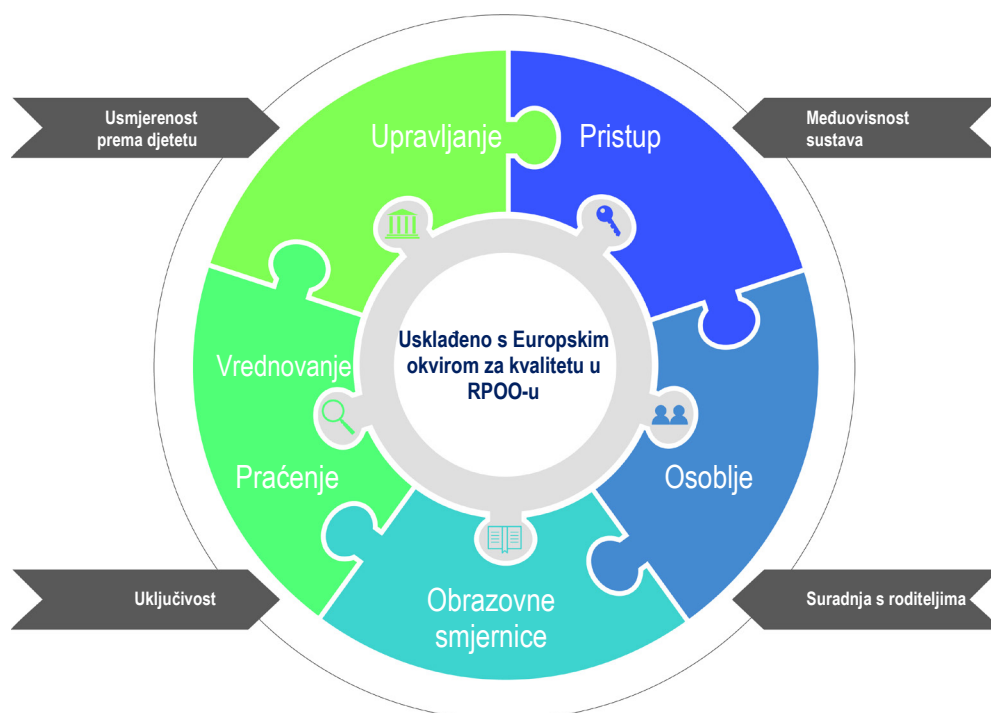 Usmjerenost
prema djetetu
Upravljanje
Pristup
Međuovisnost
sustava
Usklađeno s Europskim
okvirom za kvalitetu u
RPOO-u
Vrednovanje
Praćenje
Osoblje
Obrazovne
smjernice
Uključivost
Suradnja s roditeljima